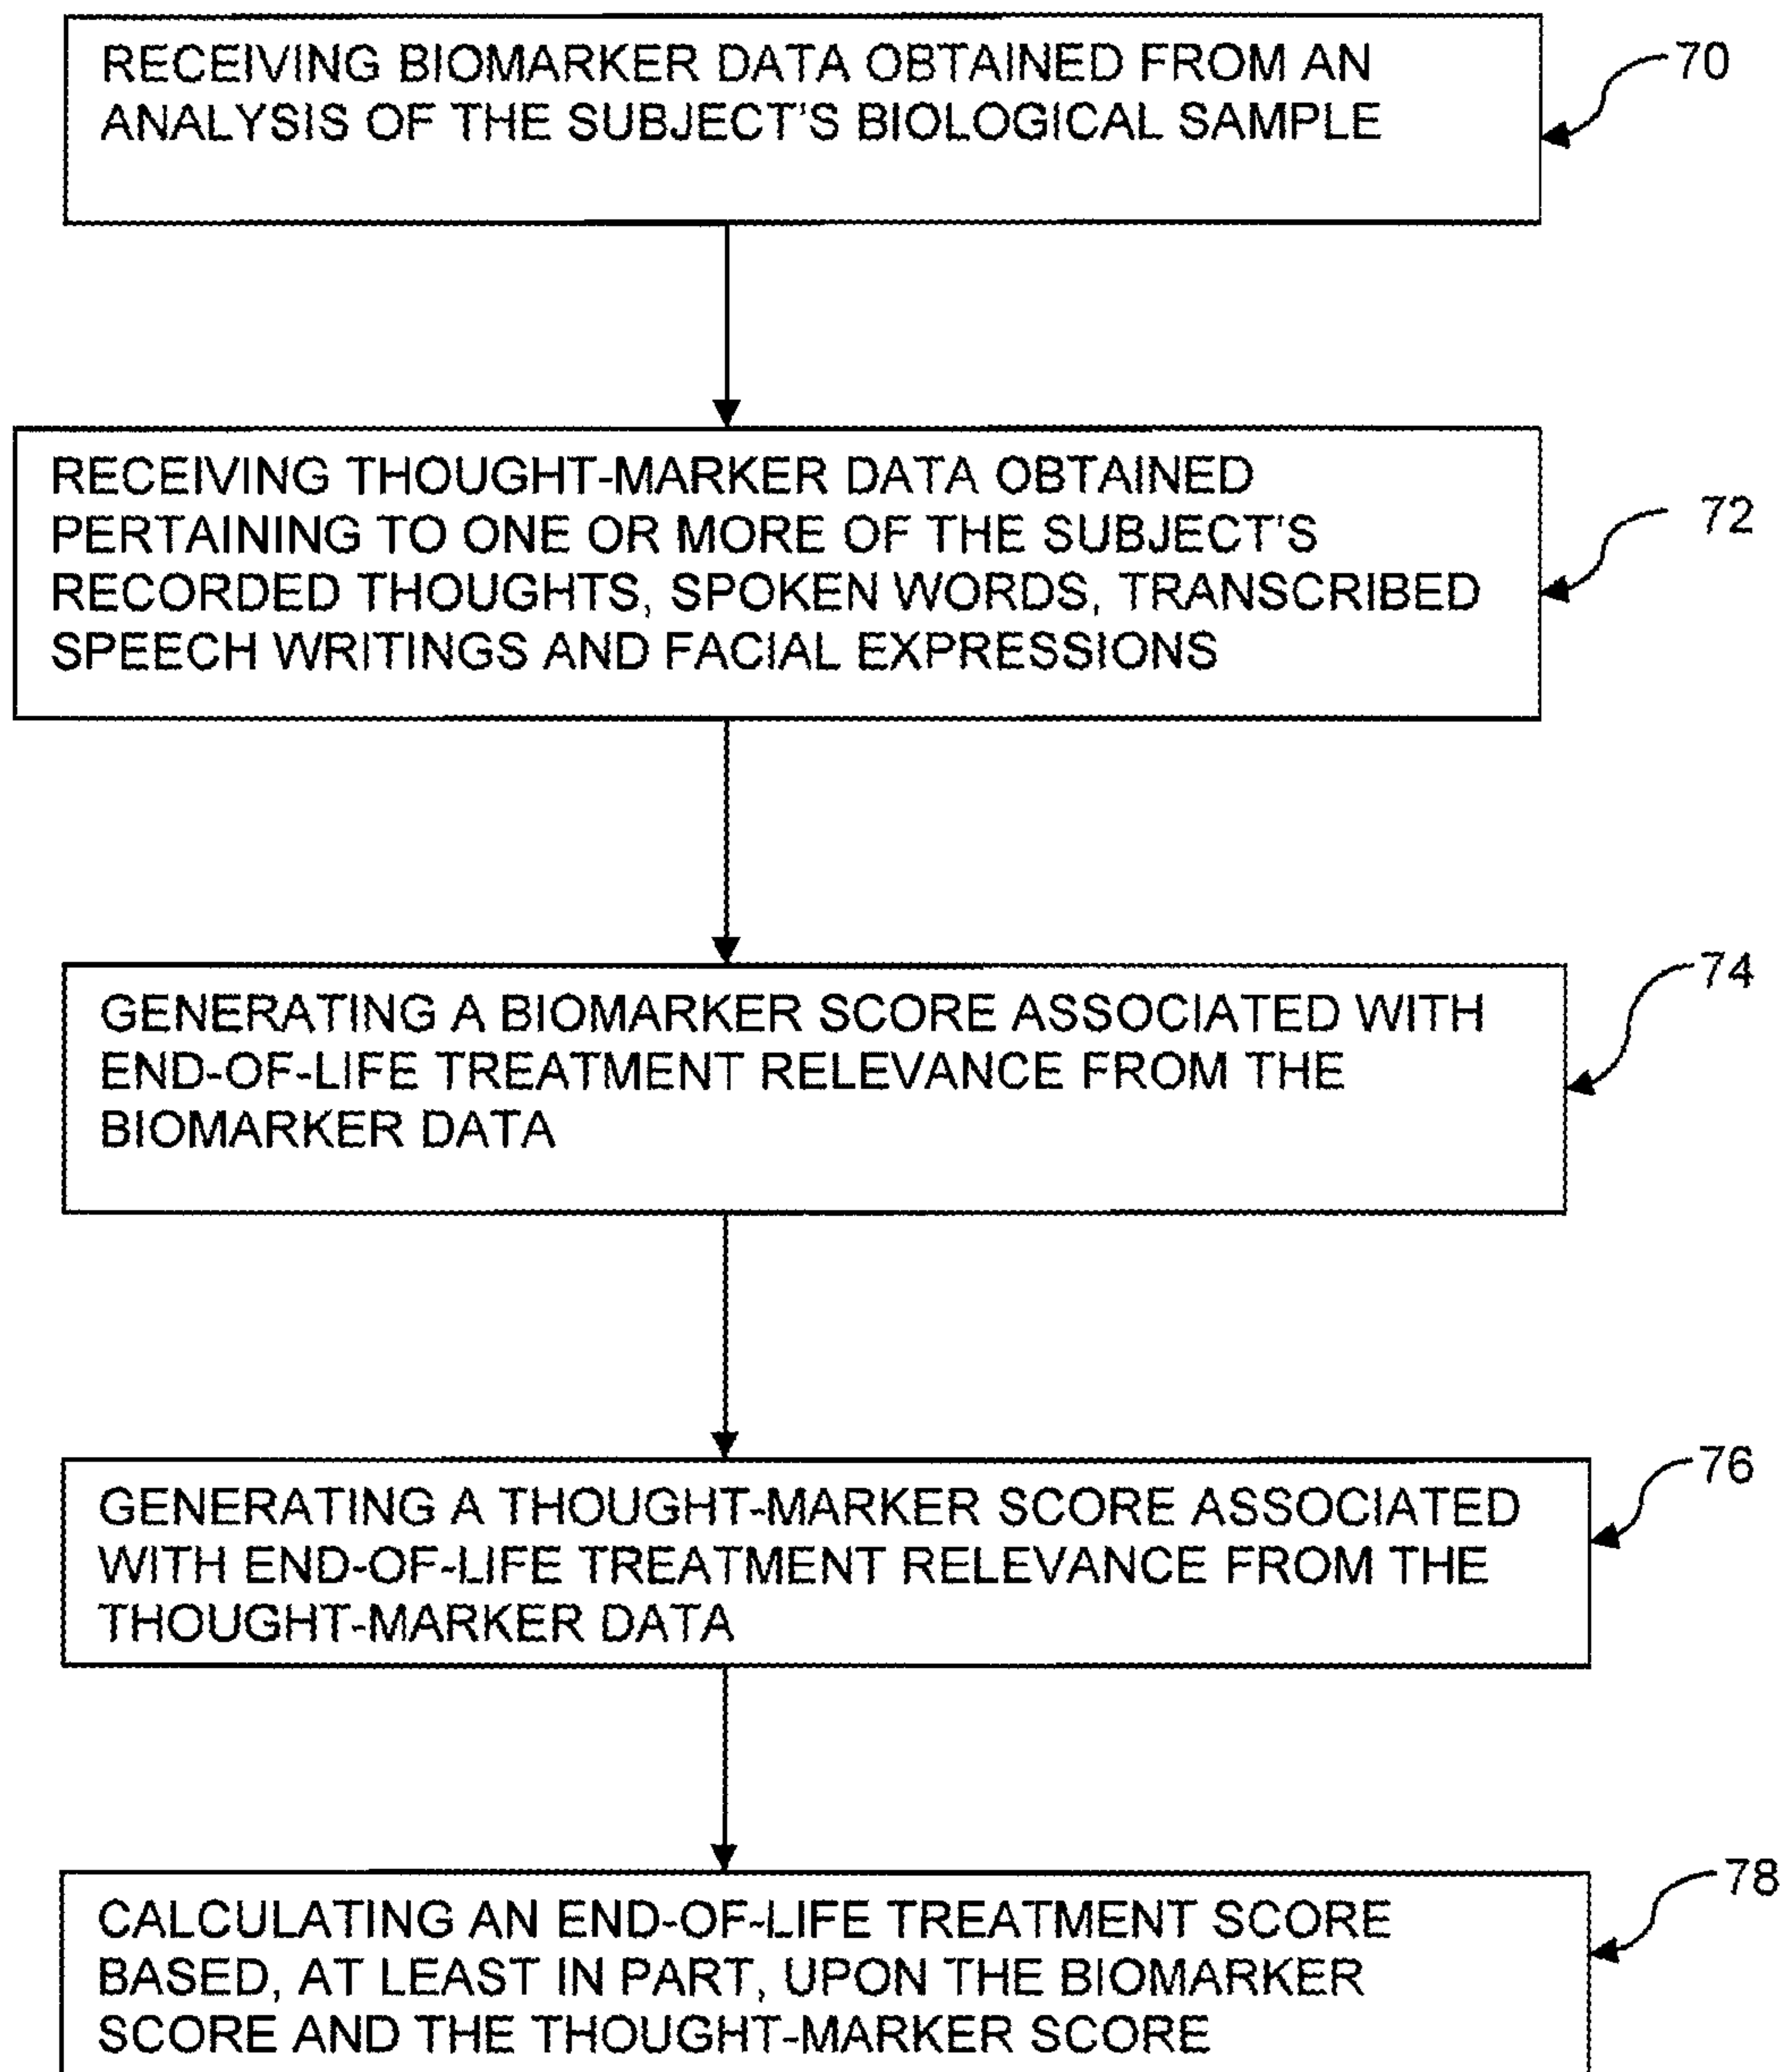 RECEIVING BIOMARKER DATA OBTAINED FROM AN
ANALYSIS OF THE SUBJECT'S BIOLOGICAL SAMPLE
70
RECEIVING THOUGHT-MARKER DATA OBTAINED
PERTAINING TO ONE OR MORE OF THE SUBJECT'S
RECORDED THOUGHTS, SPOKEN WORDS, TRANSCRIBED
SPEECH WRITINGS AND FACIAL EXPRESSIONS
72
GENERATING A BIOMARKER SCORE ASSOCIATED WITH
END-OF-LIFE TREATMENT RELEVANCE FROM THE
BIOMARKER DATA
74
GENERATING A THOUGHT-MARKER SCORE ASSOCIATED
WITH END-OF-LIFE TREATMENT RELEVANCE FROM THE
THOUGHT-MARKER DATA
76
CALCULATING AN END-OF-LIFE TREATMENT SCORE
BASED, AT LEAST IN PART, UPON THE BIOMARKER
SCORE AND THE THOUGHT-MARKER SCORE
78